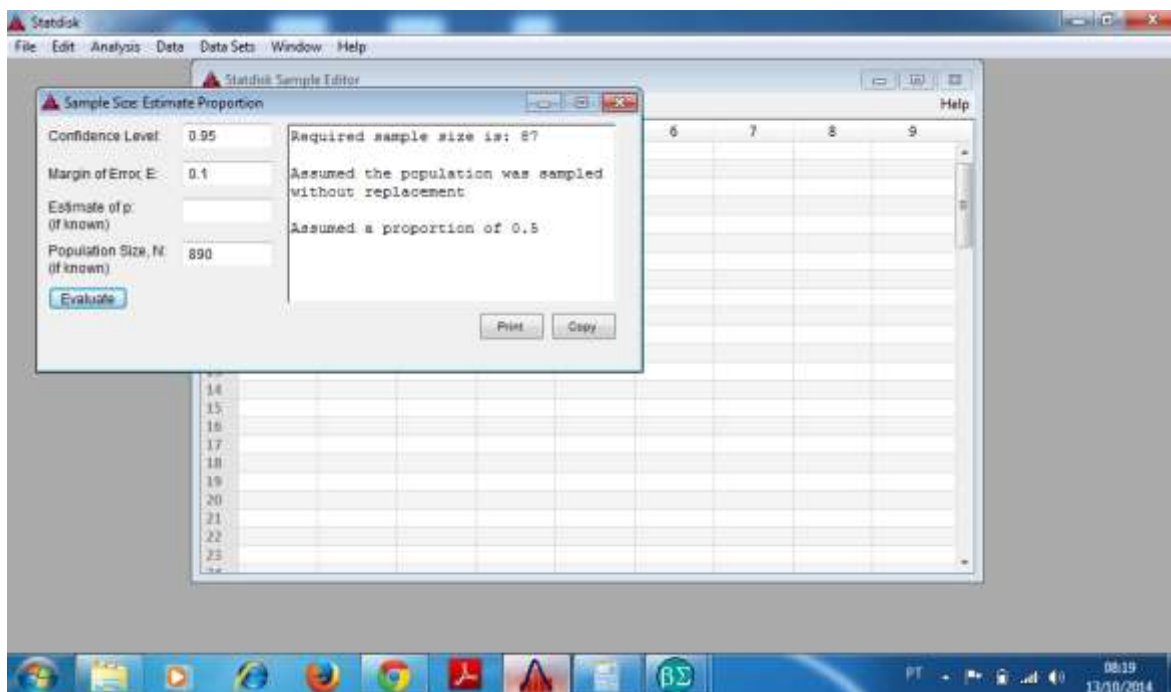 Statdisk
File Edit Analysis Data Data Sets Window Help
Statdisk Sample Editor
Help
Sample Size: Estimate Proportion
Confidence Level: 0.95
Margin of Error, E: 0.1
Estimate of p:
(if known)
Population Size, N: 890
(if known)
Evaluate
Required sample size is: 87
Assumed the population was sampled
without replacement
Assumed a proportion of 0.5
Print Copy
6 7 8 9
14
15
16
17
18
19
20
21
22
23
βΣ
PT
08:19
13/10/2014